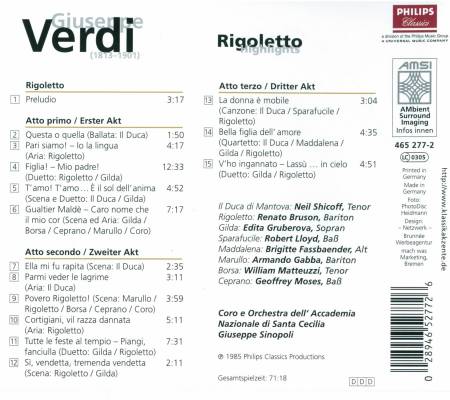 Giuseppe
Verdi
(1813–1901)
Rigoletto
highlights
PHILIPS
Classics
a division of the Philips Music Group
A UNIVERSAL MUSIC COMPANY
Rigoletto
1 Preludio 3:17
Atto primo / Erster Akt
2 Questa o quella (Ballata: Il Duca) 1:50
3 Pari siamo! – Io la lingua 4:17
(Aria: Rigoletto)
4 Figlia! – Mio padre! 12:33
(Duetto: Rigoletto / Gilda)
5 T'amo! T'amo… È il sol dell'anima 4:52
(Scena e Duetto: Il Duca / Gilda)
6 Gualtier Maldè – Caro nome che 7:17
il mio cor (Scena ed Aria: Gilda /
Borsa / Ceprano / Marullo / Coro)
Atto secondo / Zweiter Akt
7 Ella mi fu rapita (Scena: Il Duca) 2:35
8 Parmi veder le lagrime 3:11
(Aria: Il Duca)
9 Povero Rigoletto! (Scena: Marullo / 3:59
Rigoletto / Borsa / Ceprano / Coro)
10 Cortigiani, vil razza dannata 5:11
(Aria: Rigoletto)
11 Tutte le feste al tempio – Piangi, 5:11
fanciulla (Duetto: Gilda / Rigoletto)
12 Sì, vendetta, tremenda vendetta 2:11
(Scena: Rigoletto / Gilda)
Atto terzo / Dritter Akt
13 La donna è mobile 3:04
(Canzone: Il Duca / Sparafucile /
Rigoletto)
14 Bella figlia dell'amore 4:35
(Quartetto: Il Duca / Maddalena /
Gilda / Rigoletto)
15 V'ho ingannato – Lassù … in cielo 4:51
(Duetto: Gilda / Rigoletto)
Il Duca di Mantova: Neil Shicoff, Tenor
Rigoletto: Renato Bruson, Bariton
Gilda: Edita Gruberova, Sopran
Sparafucile: Robert Lloyd, Baß
Maddalena: Brigitte Fassbaender, Alt
Marullo: Armando Gabba, Bariton
Borsa: William Matteuzzi, Tenor
Ceprano: Geoffrey Moses, Baß
Coro e Orchestra dell' Accademia
Nazionale di Santa Cecilia
Giuseppe Sinopoli
℗ 1985 Philips Classics Productions
Gesamtspielzeit: 71:18
DDD
AMSI
AMbient
Surround
Imaging
Infos innen
465 277-2
LC 0305
Printed in
Germany
Made in
Germany
Foto:
PhotoDisc
Heidmann
Design:
– Netzwerk –
Brunnée
Werbeagentur
mach was
Marketing,
Bremen
http://www.klassikakzente.de
0 28946 52772 6